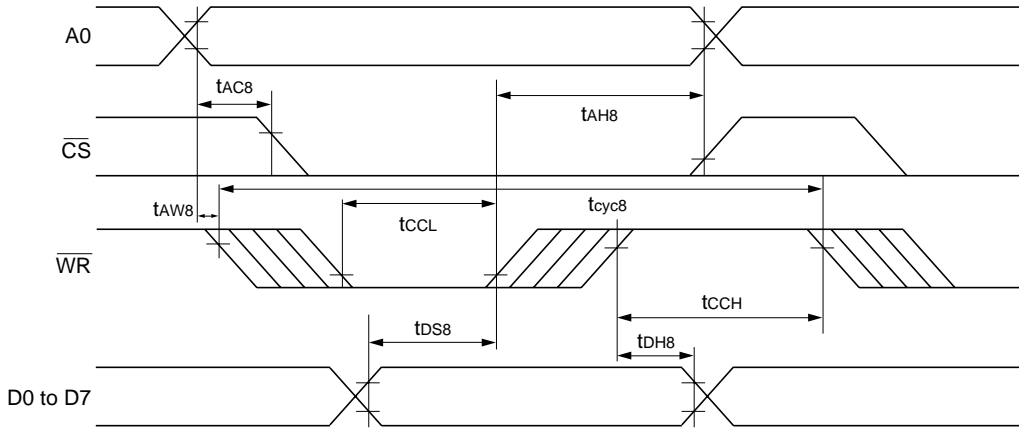 A0
tAC8
tAH8
CS
tAW8
tCCL
tcyc8
WR
tCCH
tDS8
tDH8
D0 to D7